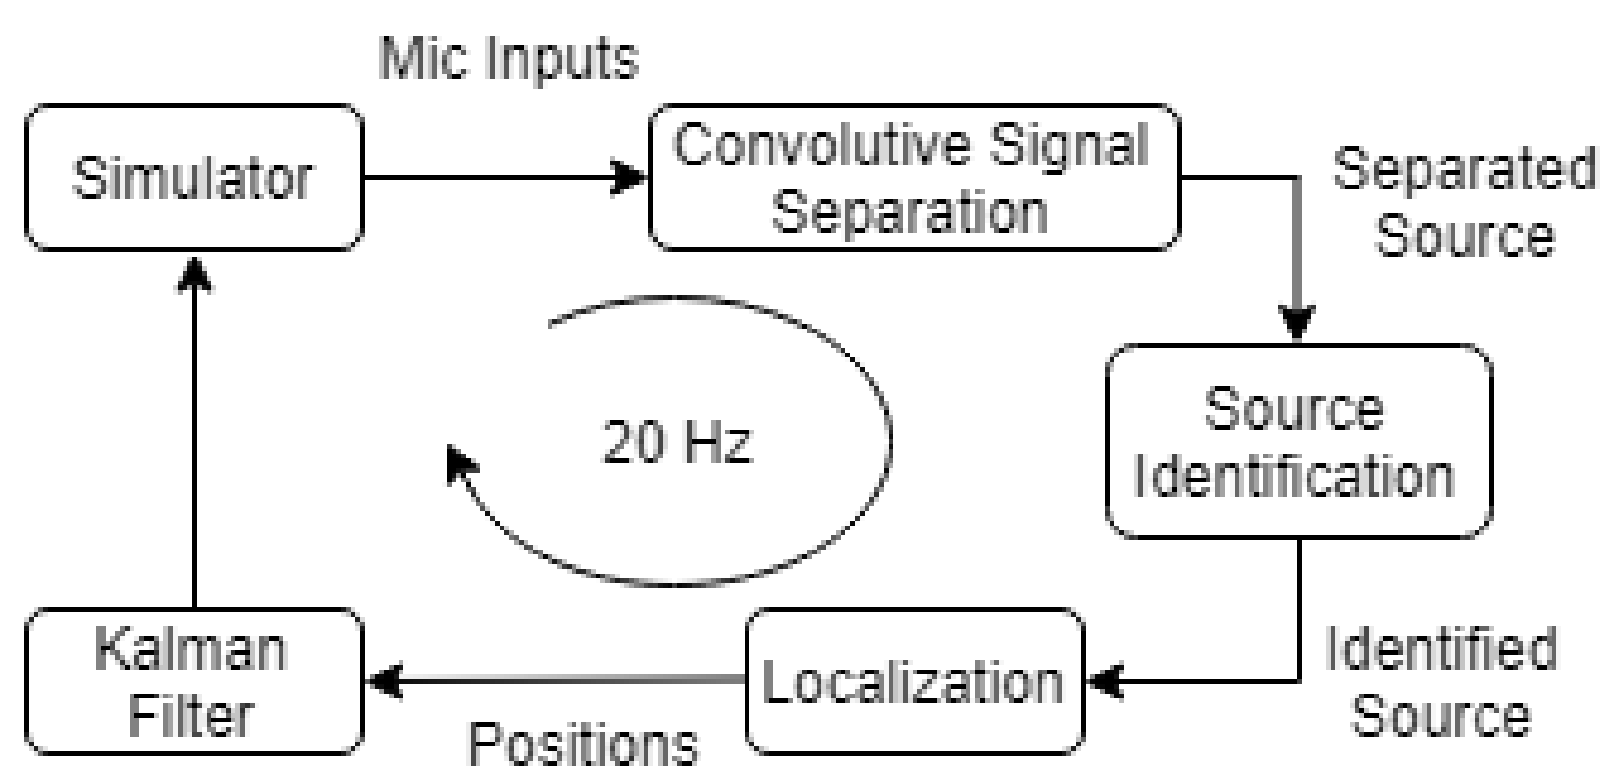 Mic Inputs
Simulator
Convolutive Signal
Separation
Separated
Source
20 Hz
Source
Identification
Kalman
Filter
Positions
Localization
Identified
Source